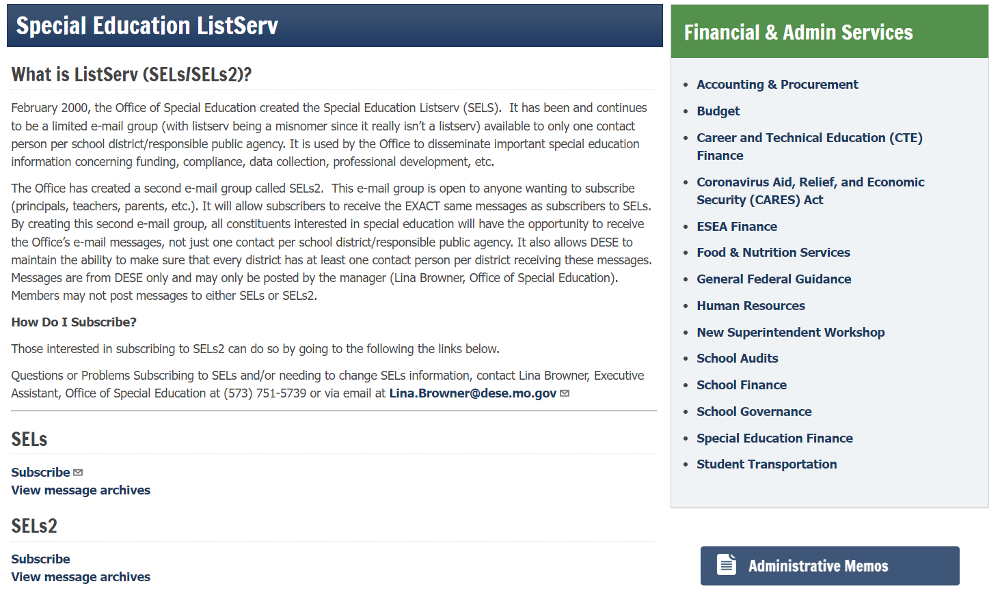 Special Education ListServ
What is ListServ (SELs/SELs2)?
February 2000, the Office of Special Education created the Special Education Listserv (SELS).  It has been and continues
to be a limited e-mail group (with listserv being a misnomer since it really isn’t a listserv) available to only one contact
person per school district/responsible public agency. It is used by the Office to disseminate important special education
information concerning funding, compliance, data collection, professional development, etc.
The Office has created a second e-mail group called SELs2.  This e-mail group is open to anyone wanting to subscribe
(principals, teachers, parents, etc.). It will allow subscribers to receive the EXACT same messages as subscribers to SELs.
By creating this second e-mail group, all constituents interested in special education will have the opportunity to receive
the Office’s e-mail messages, not just one contact per school district/responsible public agency. It also allows DESE to
maintain the ability to make sure that every district has at least one contact person per district receiving these messages.
Messages are from DESE only and may only be posted by the manager (Lina Browner, Office of Special Education).
Members may not post messages to either SELs or SELs2.
How Do I Subscribe?
Those interested in subscribing to SELs2 can do so by going to the following the links below.
Questions or Problems Subscribing to SELs and/or needing to change SELs information, contact Lina Browner, Executive
Assistant, Office of Special Education at (573) 751-5739 or via email at Lina.Browner@dese.mo.gov
SELs
Subscribe
View message archives
SELs2
Subscribe
View message archives
Financial & Admin Services
Accounting & Procurement
Budget
Career and Technical Education (CTE)
Finance
Coronavirus Aid, Relief, and Economic
Security (CARES) Act
ESEA Finance
Food & Nutrition Services
General Federal Guidance
Human Resources
New Superintendent Workshop
School Audits
School Finance
School Governance
Special Education Finance
Student Transportation
Administrative Memos